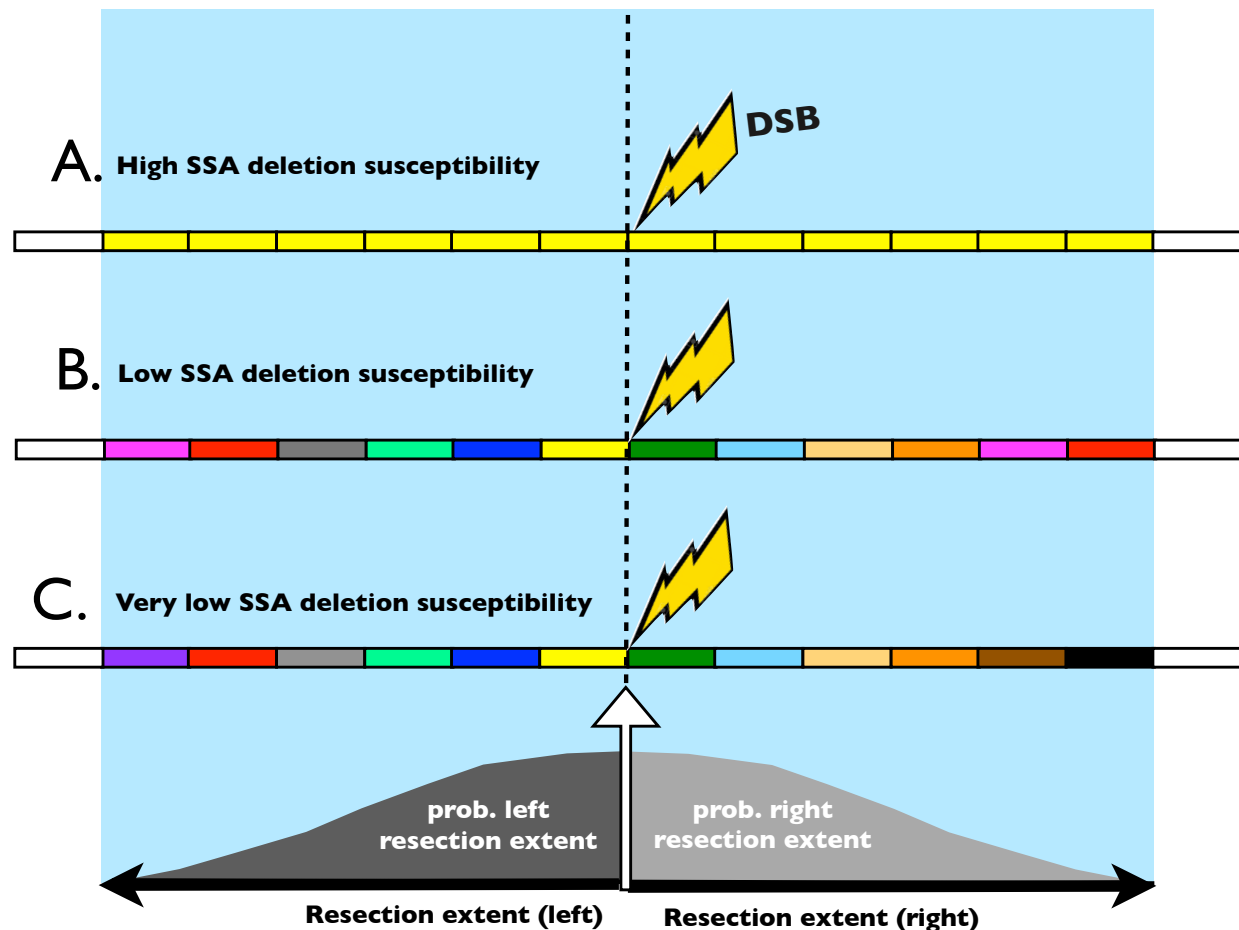 DSB
A. High SSA deletion susceptibility
B. Low SSA deletion susceptibility
C. Very low SSA deletion susceptibility
prob. left
resection extent
prob. right
resection extent
Resection extent (left)
Resection extent (right)